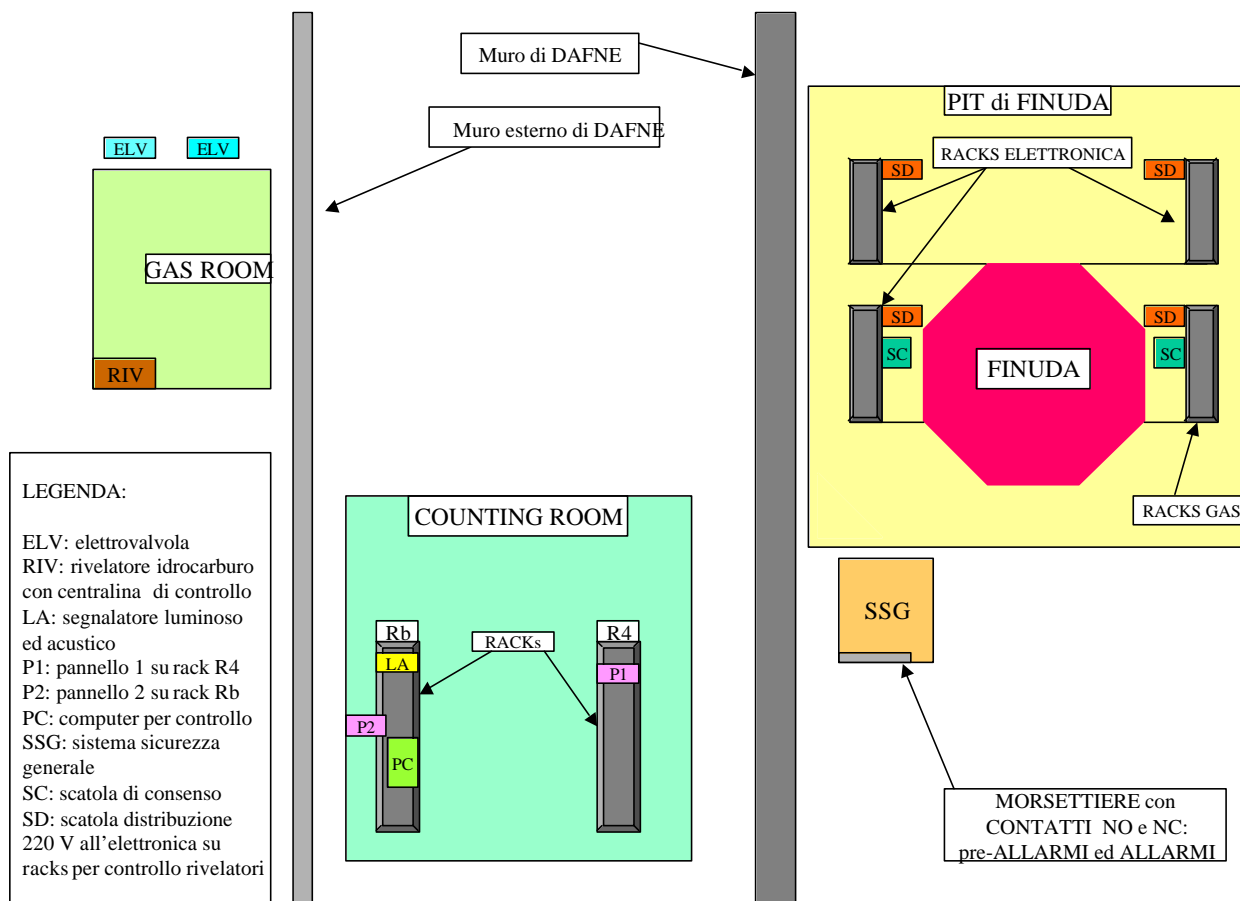 Muro di DAFNE
Muro esterno di DAFNE
PIT di FINUDA
ELV
ELV
RACKS ELETTRONICA
SD
SD
GAS ROOM
SD
SD
SC
SC
FINUDA
RIV
RACKS GAS
LEGENDA:
ELV: elettrovalvola
RIV: rivelatore idrocarburo
con centralina di controllo
LA: segnalatore luminoso
ed acustico
P1: pannello 1 su rack R4
P2: pannello 2 su rack Rb
PC: computer per controllo
SSG: sistema sicurezza
generale
SC: scatola di consenso
SD: scatola distribuzione
220 V all'elettronica su
racks per controllo rivelatori
COUNTING ROOM
Rb
RACKs
R4
LA
P1
P2
PC
SSG
MORSETTIERE con
CONTATTI NO e NC:
pre-ALLARMI ed ALLARMI